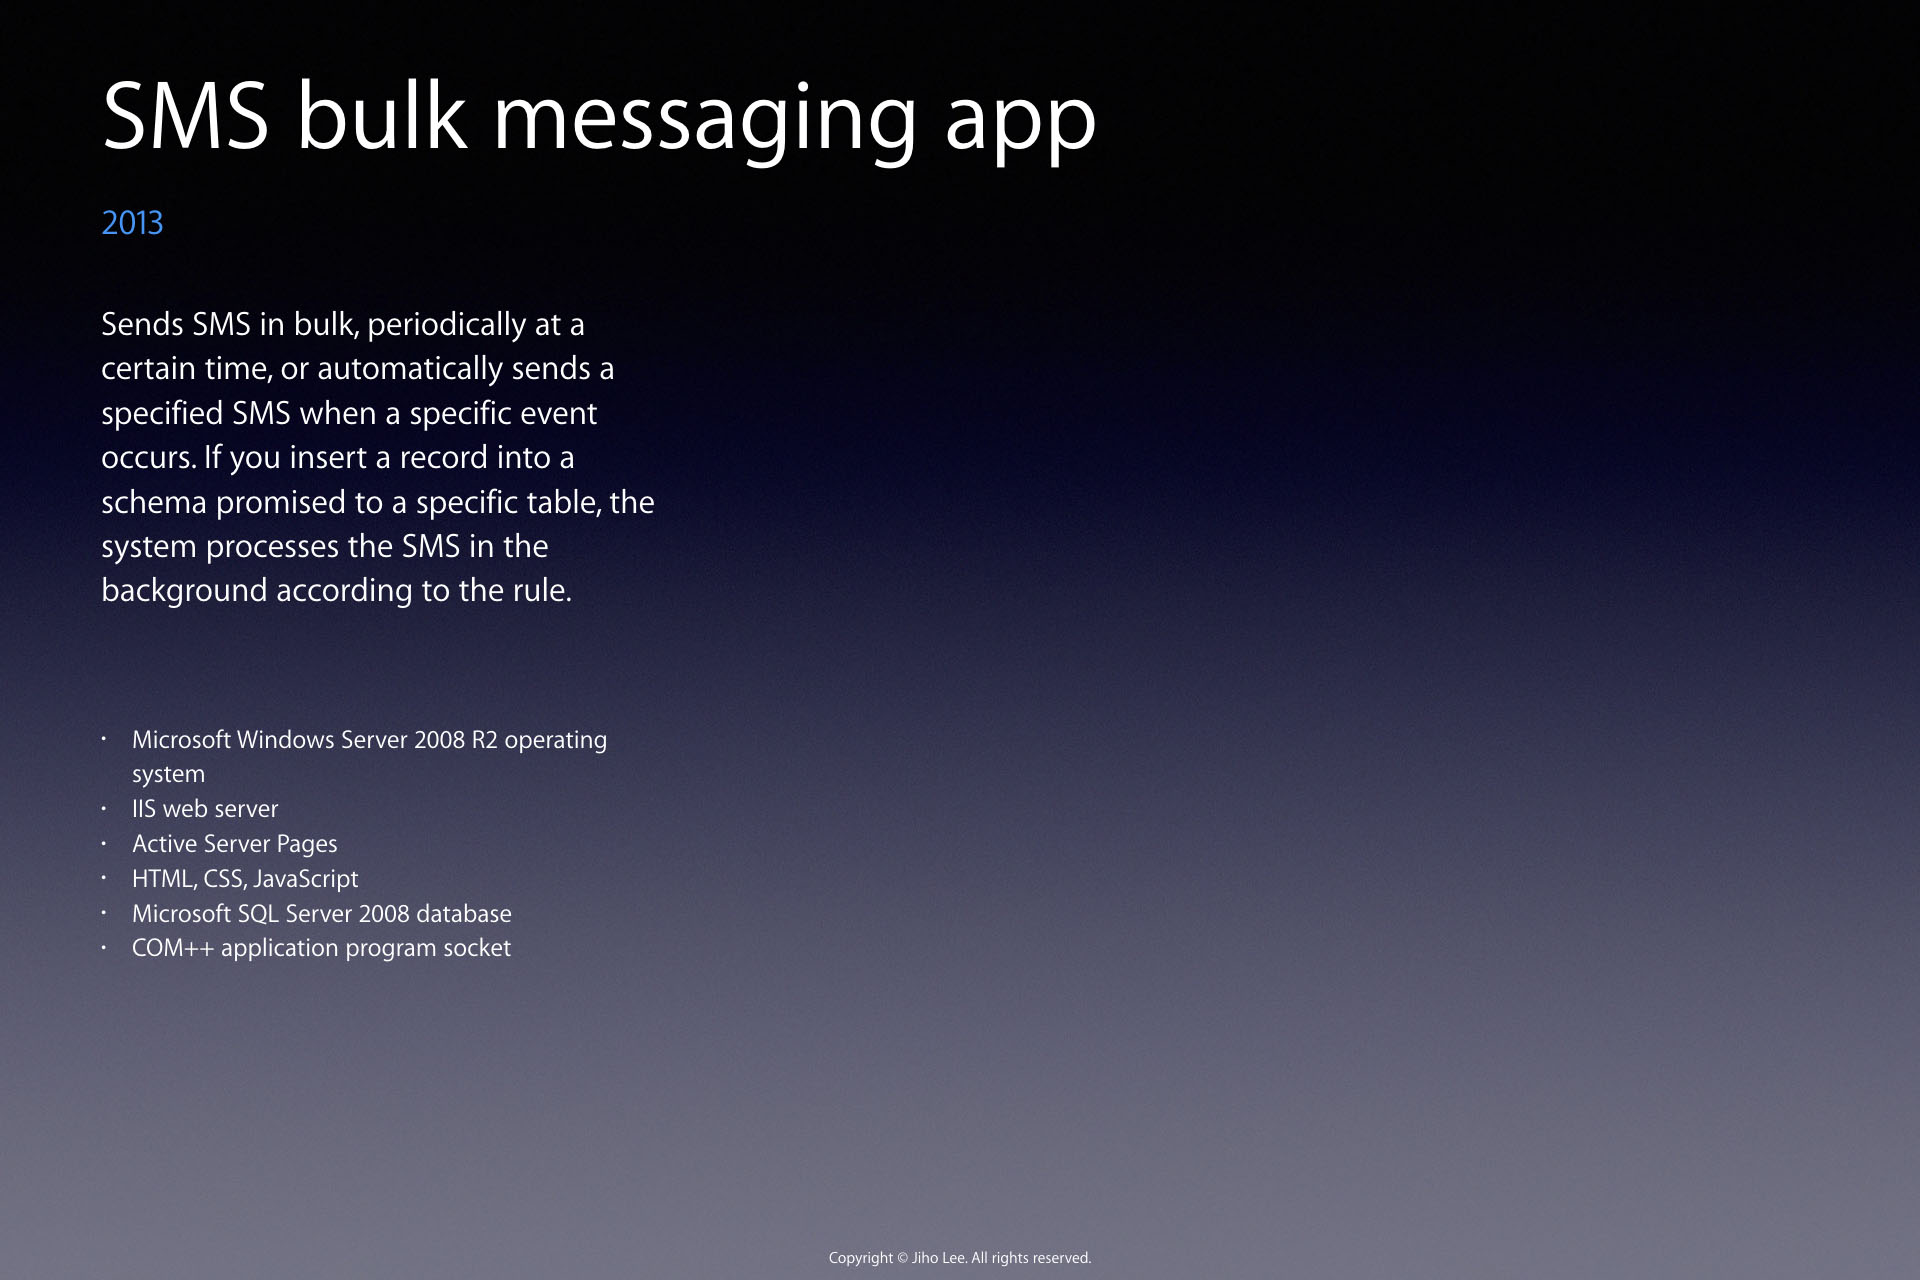 SMS bulk messaging app
2013
Sends SMS in bulk, periodically at a
certain time, or automatically sends a
specified SMS when a specific event
occurs. If you insert a record into a
schema promised to a specific table, the
system processes the SMS in the
background according to the rule.
• Microsoft Windows Server 2008 R2 operating
system
• IIS web server
• Active Server Pages
• HTML, CSS, JavaScript
• Microsoft SQL Server 2008 database
• COM++ application program socket
Copyright © Jiho Lee. All rights reserved.